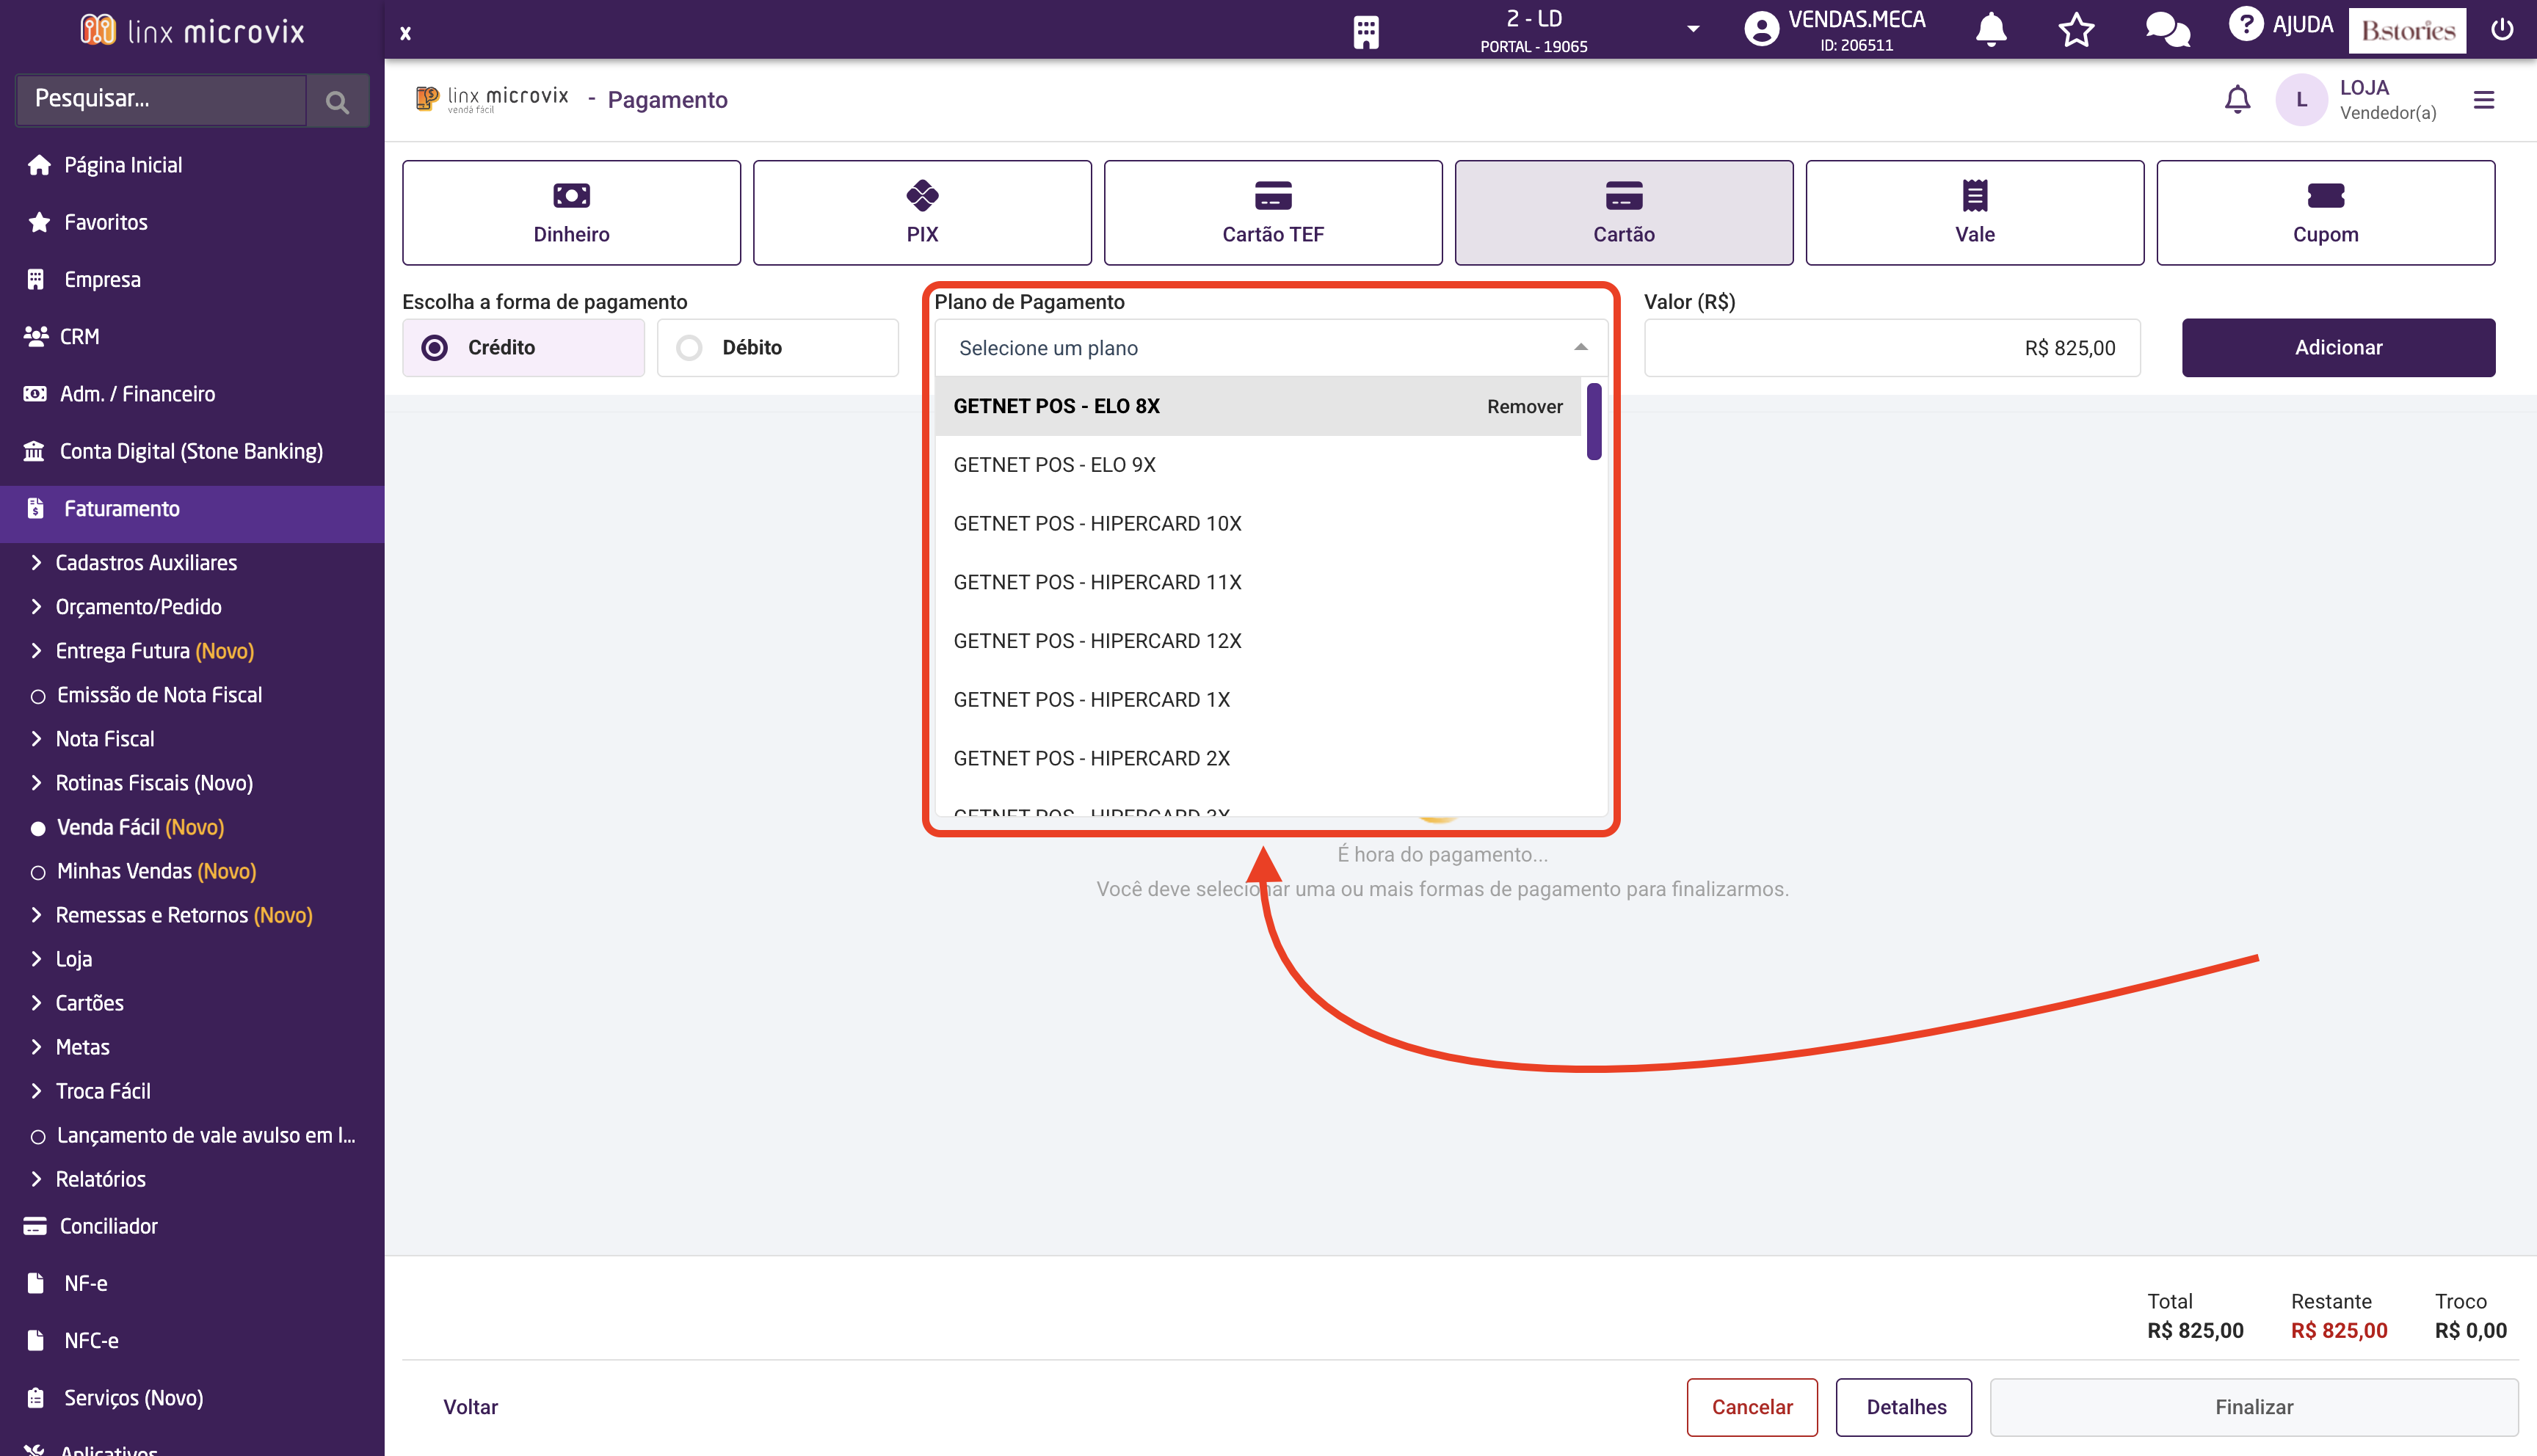 linx microvix
x
2 - LD
PORTAL - 19065
VENDAS.MECA
ID: 206511
? AJUDA
B.stories
Pesquisar...
linx microvix
venda fácil
- Pagamento
L
LOJA
Vendedor(a)
Página Inicial
Favoritos
Empresa
CRM
Adm. / Financeiro
Conta Digital (Stone Banking)
Faturamento
Cadastros Auxiliares
Orçamento/Pedido
Entrega Futura (Novo)
Emissão de Nota Fiscal
Nota Fiscal
Rotinas Fiscais (Novo)
Venda Fácil (Novo)
Minhas Vendas (Novo)
Remessas e Retornos (Novo)
Loja
Cartões
Metas
Troca Fácil
Lançamento de vale avulso em l...
Relatórios
Conciliador
NF-e
NFC-e
Serviços (Novo)
Aplicativos
Dinheiro
PIX
Cartão TEF
Cartão
Vale
Cupom
Escolha a forma de pagamento
Crédito
Débito
Plano de Pagamento
Selecione um plano
GETNET POS - ELO 8X
Remover
GETNET POS - ELO 9X
GETNET POS - HIPERCARD 10X
GETNET POS - HIPERCARD 11X
GETNET POS - HIPERCARD 12X
GETNET POS - HIPERCARD 1X
GETNET POS - HIPERCARD 2X
GETNET POS - HIPERCARD 3X
Valor (R$)
R$ 825,00
Adicionar
É hora do pagamento...
Você deve selecionar uma ou mais formas de pagamento para finalizarmos.
Total
R$ 825,00
Restante
R$ 825,00
Troco
R$ 0,00
Voltar
Cancelar
Detalhes
Finalizar